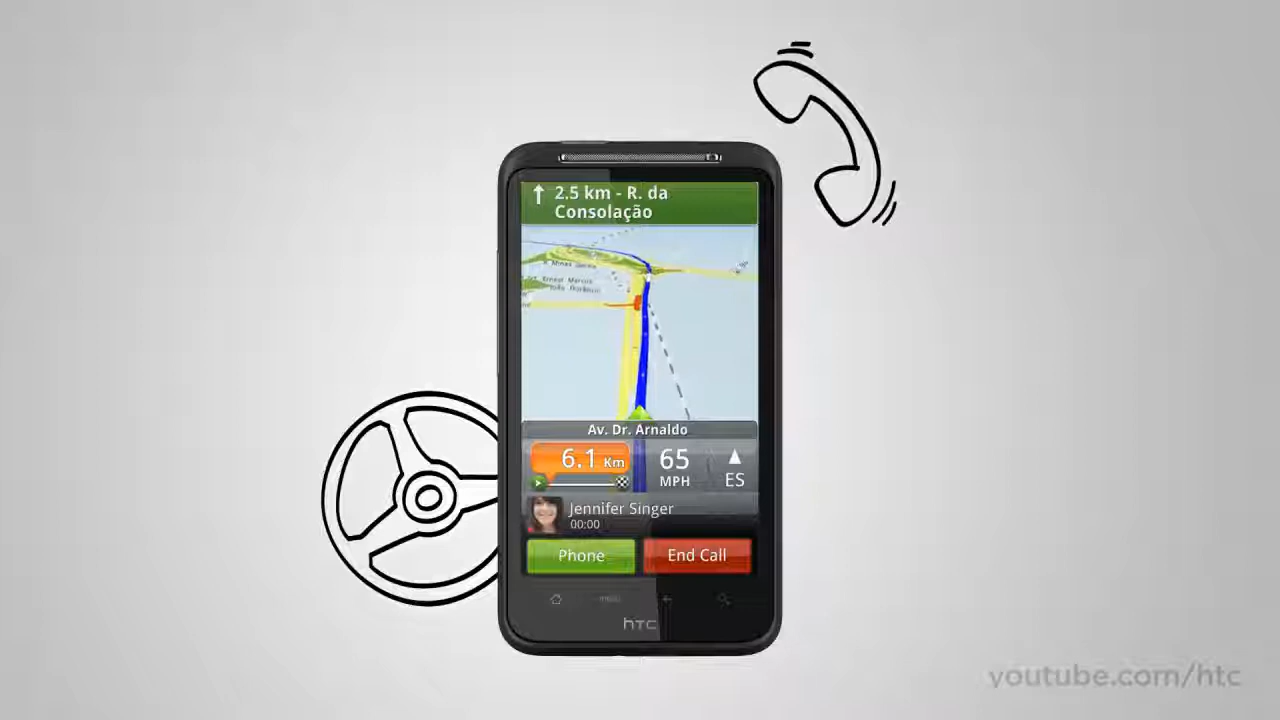 2.5 km - R. da
Consolação
Av. Dr. Arnaldo
6.1 Km
65
MPH
ES
Jennifer Singer
00:00
Phone
End Call
htc
youtube.com/htc